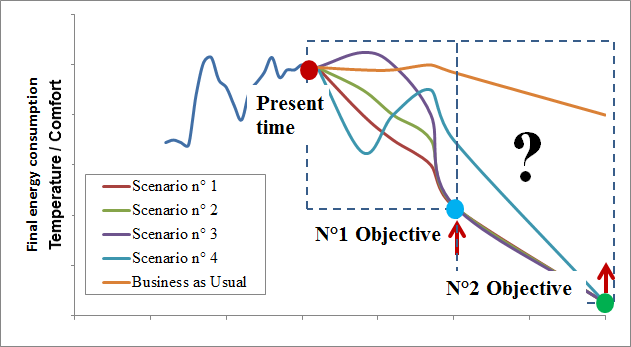 Final energy consumption
Temperature / Comfort
Present
time
?
Scenario n° 1
Scenario n° 2
Scenario n° 3
Scenario n° 4
Business as Usual
N°1 Objective
N°2 Objective